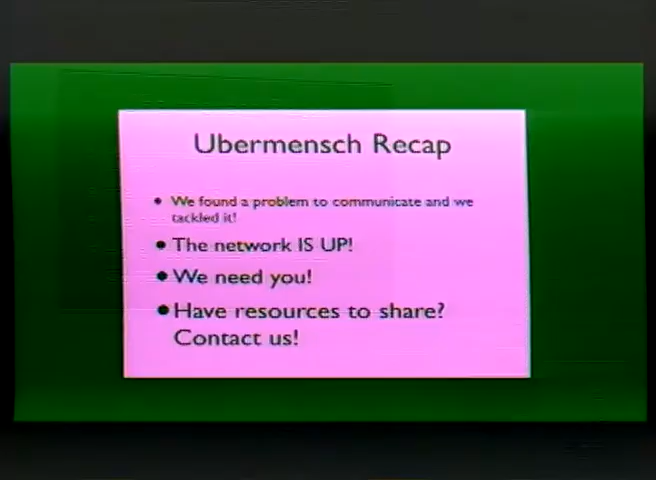 Ubermensch Recap
• We found a problem to communicate and we
tackled it!
• The network IS UP!
• We need you!
• Have resources to share?
Contact us!